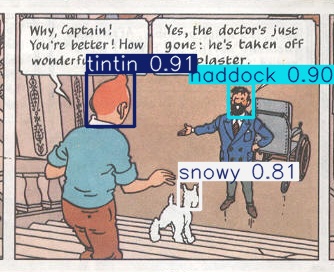 Why, Captain!
You're better! How
wonderf
Yes, the doctor's just
gone: he's taken off
plaster.
tintin 0.91
haddock 0.90
snowy 0.81